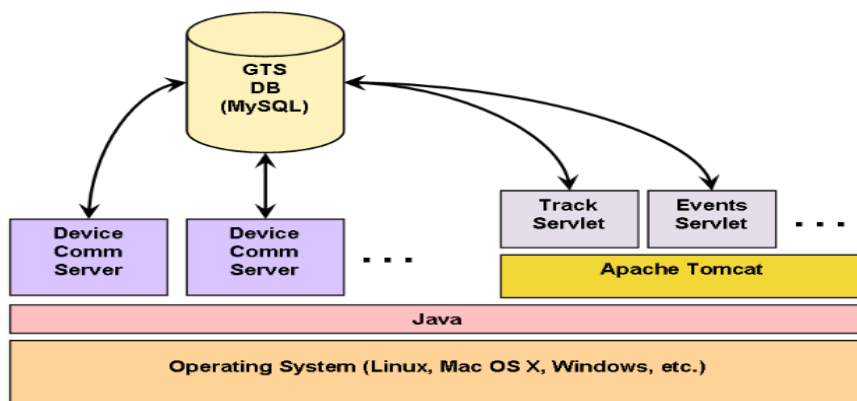 GTS
DB
(MySQL)
Track
Servlet
Events
Servlet
. . .
Device
Comm
Server
Device
Comm
Server
. . .
Apache Tomcat
Java
Operating System (Linux, Mac OS X, Windows, etc.)